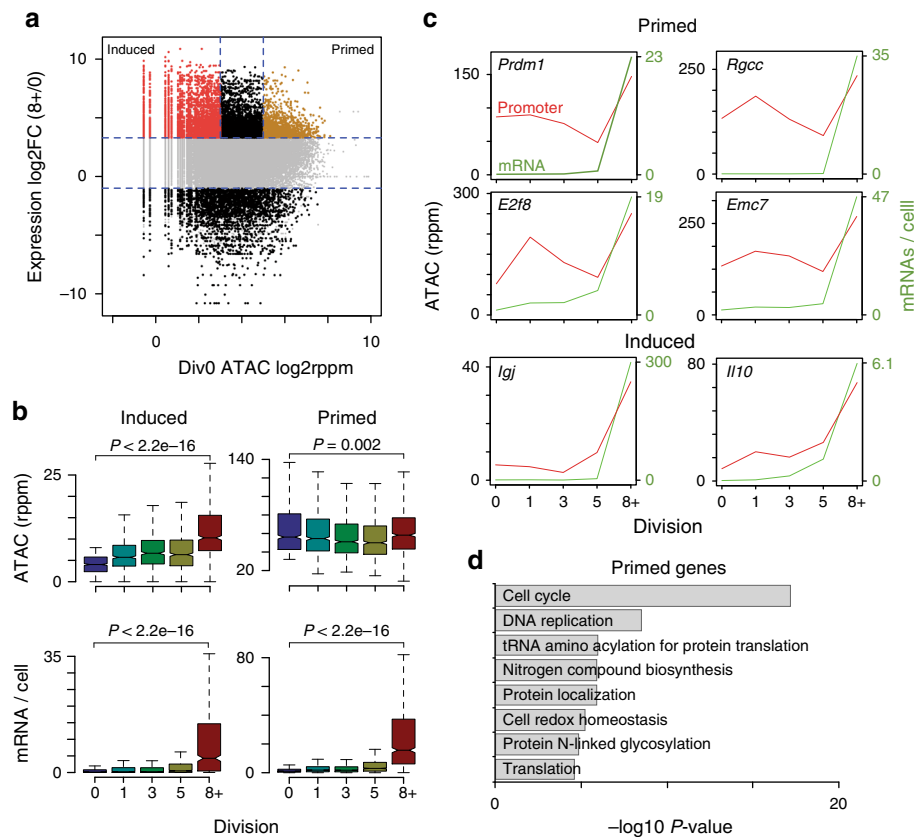 a
Induced
Primed
10
0
−10
Expression log2FC (8+/0)
0
10
Div0 ATAC log2rppm
b
Induced
Primed
P < 2.2e−16
P = 0.002
25
0
140
20
ATAC (rppm)
P < 2.2e−16
P < 2.2e−16
35
0
80
0
mRNA / cell
0 1 3 5 8+
0 1 3 5 8+
Division
c
Primed
Prdm1
Promoter
mRNA
150
0
23
0
Rgcc
250
0
35
0
E2f8
300
0
19
0
Emc7
250
0
47
0
ATAC (rppm)
mRNAs / celll
Induced
Igj
40
0
300
0
Il10
80
0
6.1
0
0 1 3 5 8+
0 1 3 5 8+
Division
d
Primed genes
Cell cycle
DNA replication
tRNA amino acylation for protein translation
Nitrogen compound biosynthesis
Protein localization
Cell redox homeostasis
Protein N-linked glycosylation
Translation
0
20
−log10 P-value